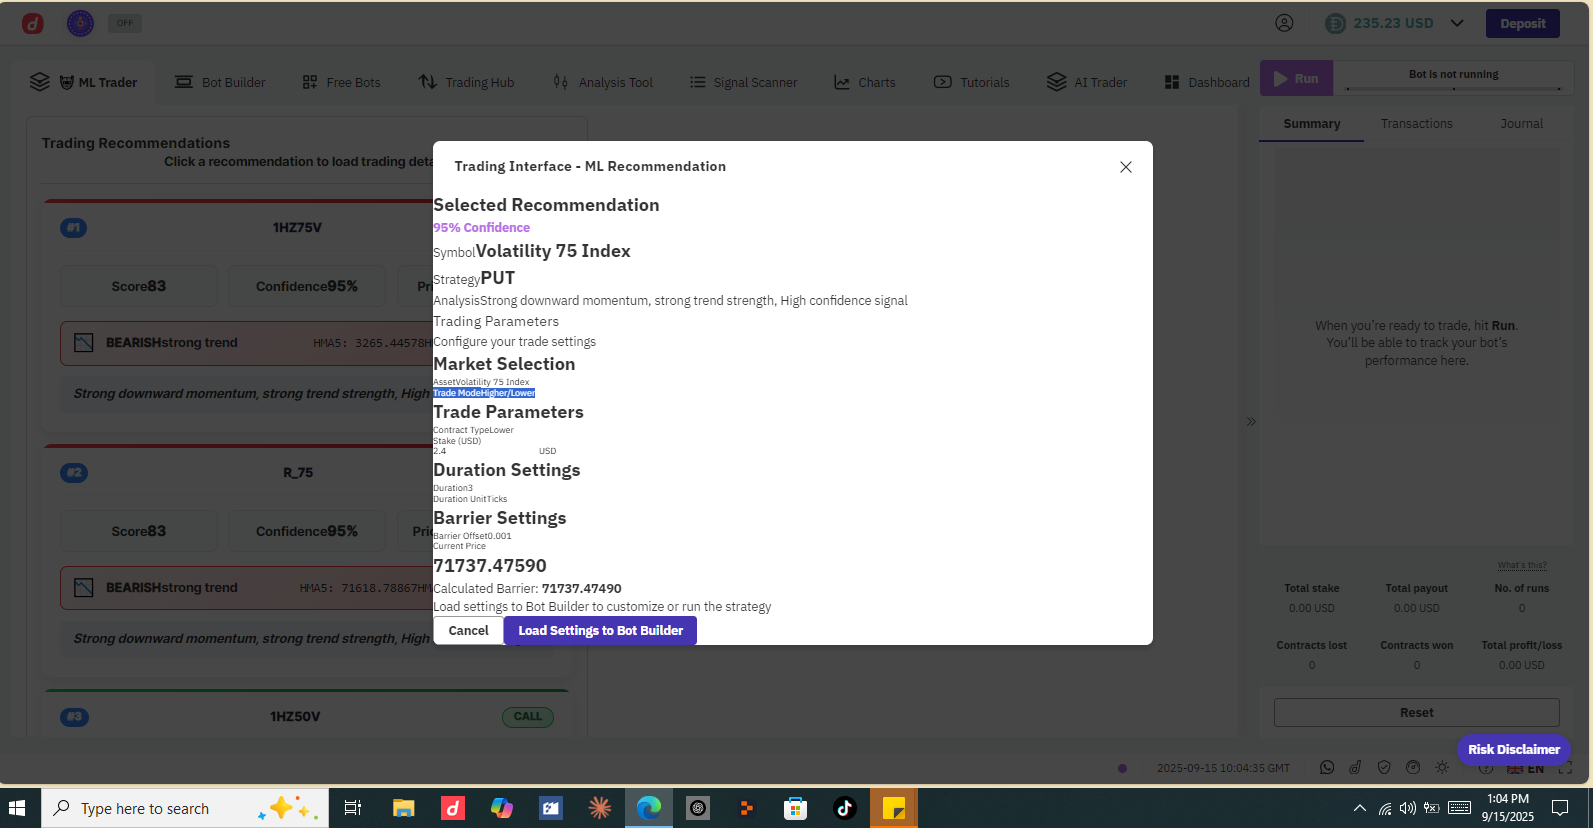 OFF
235.23 USD
Deposit
ML Trader
Bot Builder
Free Bots
Trading Hub
Analysis Tool
Signal Scanner
Charts
Tutorials
AI Trader
Dashboard
Run
Bot is not running
Summary
Transactions
Journal
Trading Recommendations
Click a recommendation to load trading
#1
1HZ75V
Score83
Confidence95%
BEARISHstrong trend
HMA5: 3265.44578
Strong downward momentum, strong trend strength, High
#2
R_75
Score83
Confidence95%
BEARISHstrong trend
HMA5: 71618.78867
Strong downward momentum, strong trend strength, High
#3
1HZ50V
CALL
Trading Interface - ML Recommendation
Selected Recommendation
95% Confidence
SymbolVolatility 75 Index
StrategyPUT
AnalysisStrong downward momentum, strong trend strength, High confidence signal
Trading Parameters
Configure your trade settings
Market Selection
AssetVolatility 75 Index
Trade ModeHigher/Lower
Trade Parameters
Contract TypeLower
Stake (USD)
2.4 USD
Duration Settings
Duration3
Duration UnitTicks
Barrier Settings
Barrier Offset0.001
Current Price
71737.47590
Calculated Barrier: 71737.47490
Load settings to Bot Builder to customize or run the strategy
Cancel
Load Settings to Bot Builder
When you're ready to trade, hit Run.
You'll be able to track your bot's
performance here.
What's this?
Total stake
Total payout
No. of runs
0.00 USD
0.00 USD
0
Contracts lost
Contracts won
Total profit/loss
0
0
0.00 USD
Reset
Risk Disclaimer
2025-09-15 10:04:35 GMT
EN
Type here to search
1:04 PM
9/15/2025